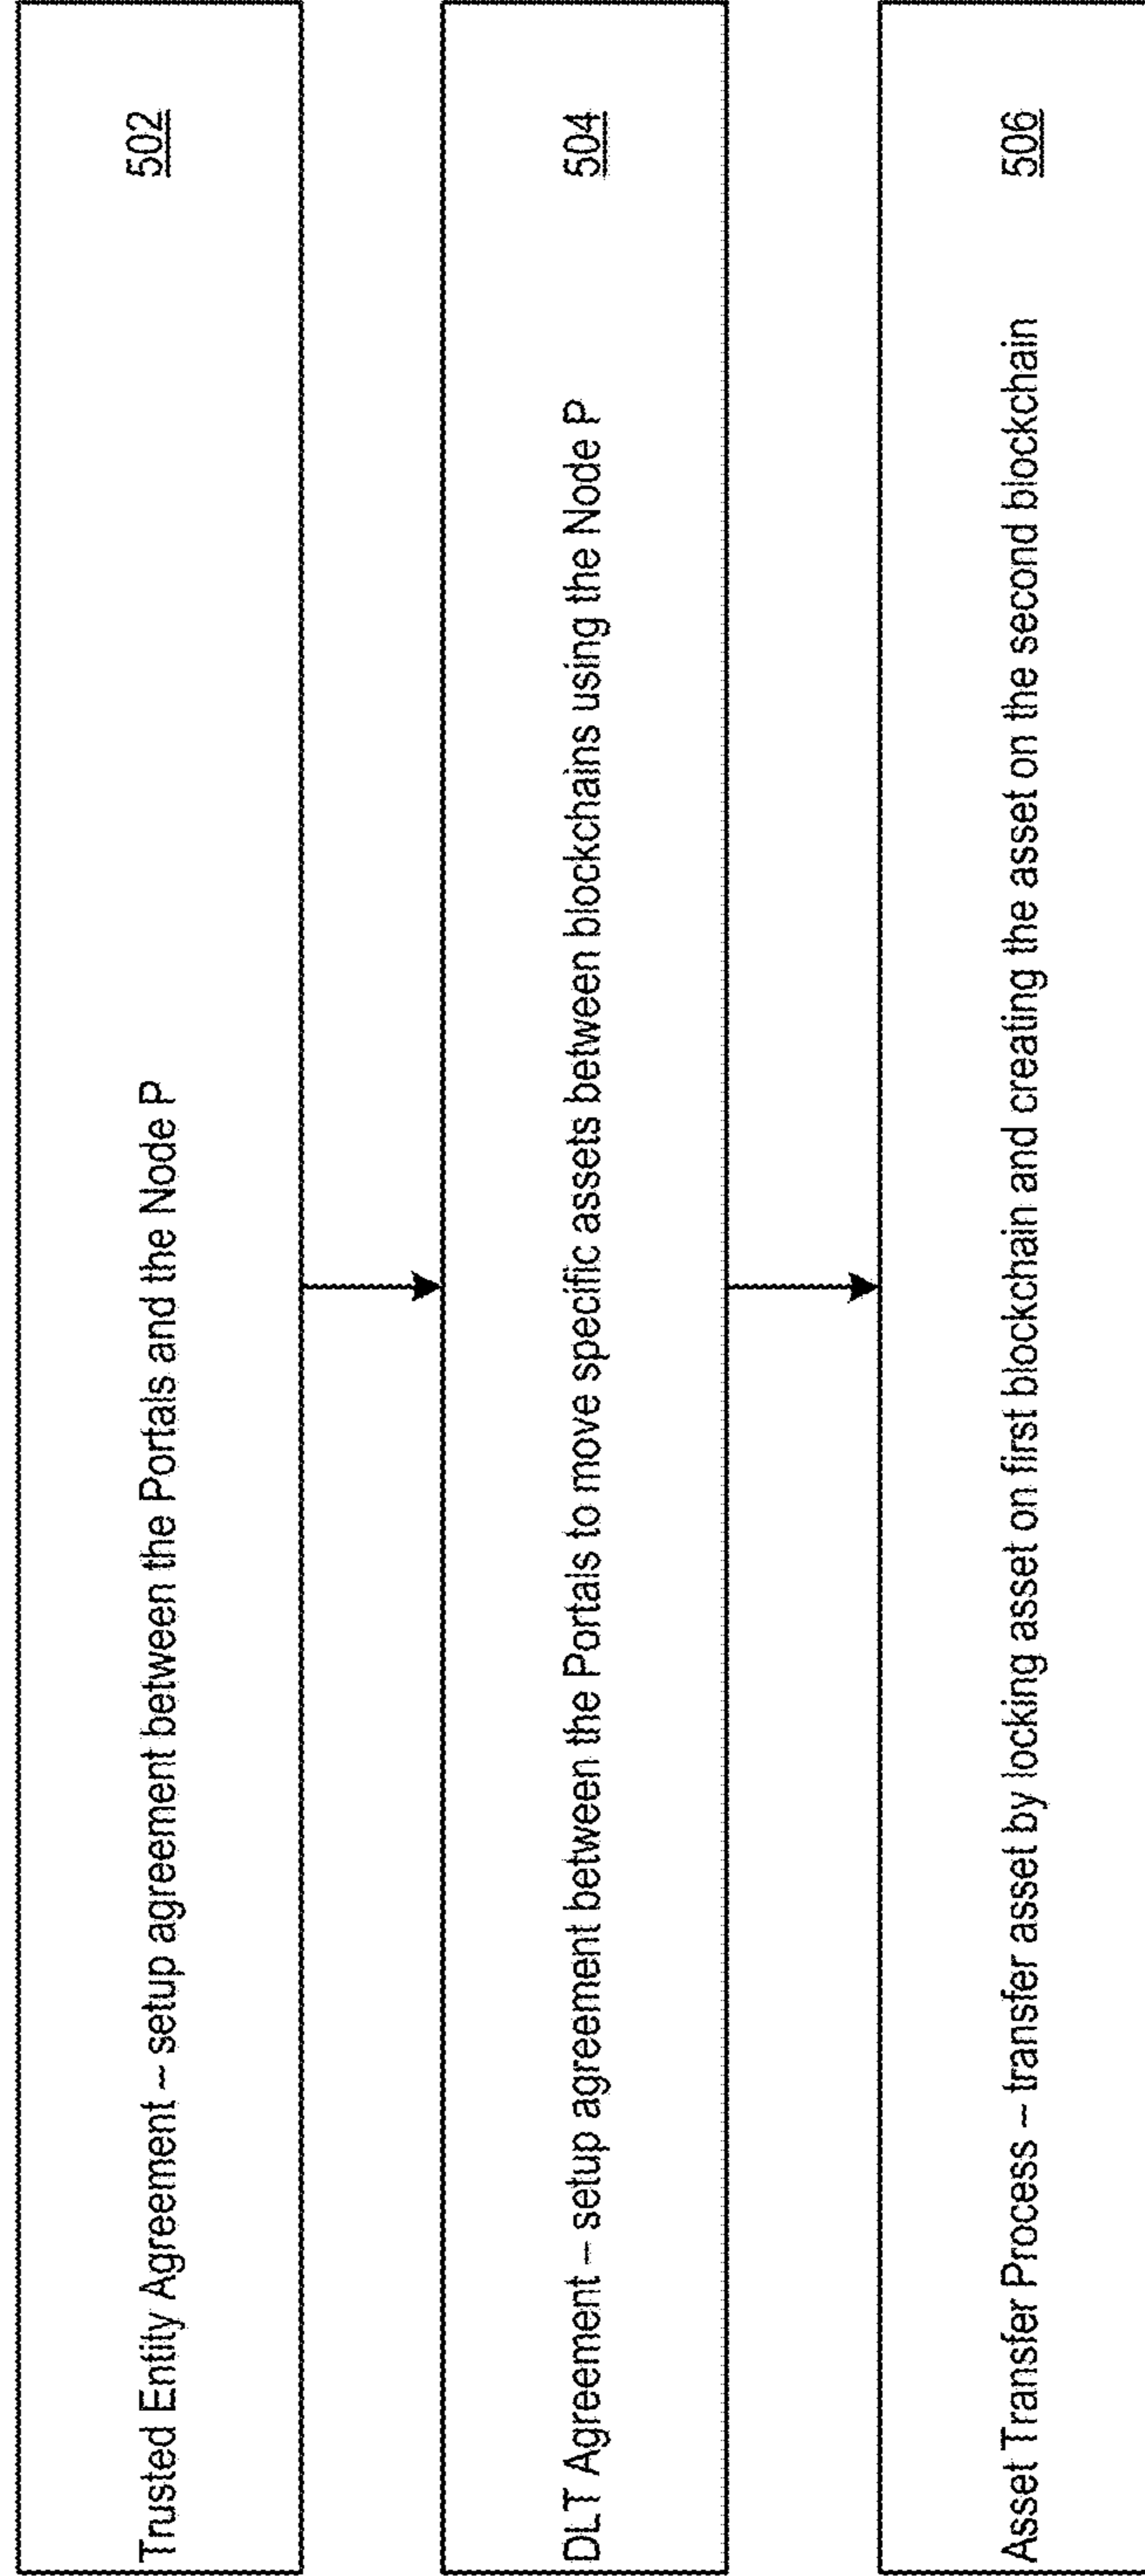 Trusted Entity Agreement – setup agreement between the Portals and the Node P 502
DLT Agreement – setup agreement between the Portals to move specific assets between blockchains using the Node P 504
Asset Transfer Process – transfer asset by locking asset on first blockchain and creating the asset on the second blockchain 506